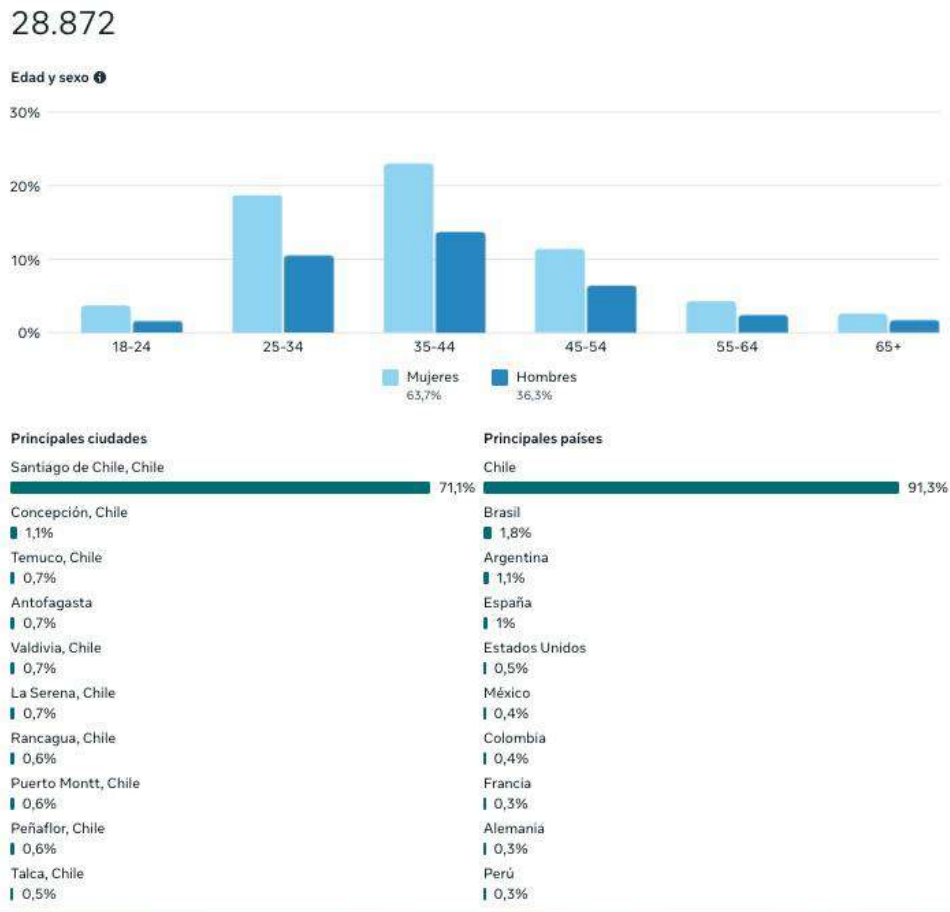 28.872
Edad y sexo
30%
20%
10%
0%
18-24 25-34 35-44 45-54 55-64 65+
Mujeres Hombres
63,7% 36,3%
Principales ciudades
Santiago de Chile, Chile
71,1%
Concepción, Chile
1,1%
Temuco, Chile
0,7%
Antofagasta
0,7%
Valdivia, Chile
0,7%
La Serena, Chile
0,7%
Rancagua, Chile
0,6%
Puerto Montt, Chile
0,6%
Peñaflor, Chile
0,6%
Talca, Chile
0,5%
Principales países
Chile
91,3%
Brasil
1,8%
Argentina
1,1%
España
1%
Estados Unidos
0,5%
México
0,4%
Colombia
0,4%
Francia
0,3%
Alemania
0,3%
Perú
0,3%